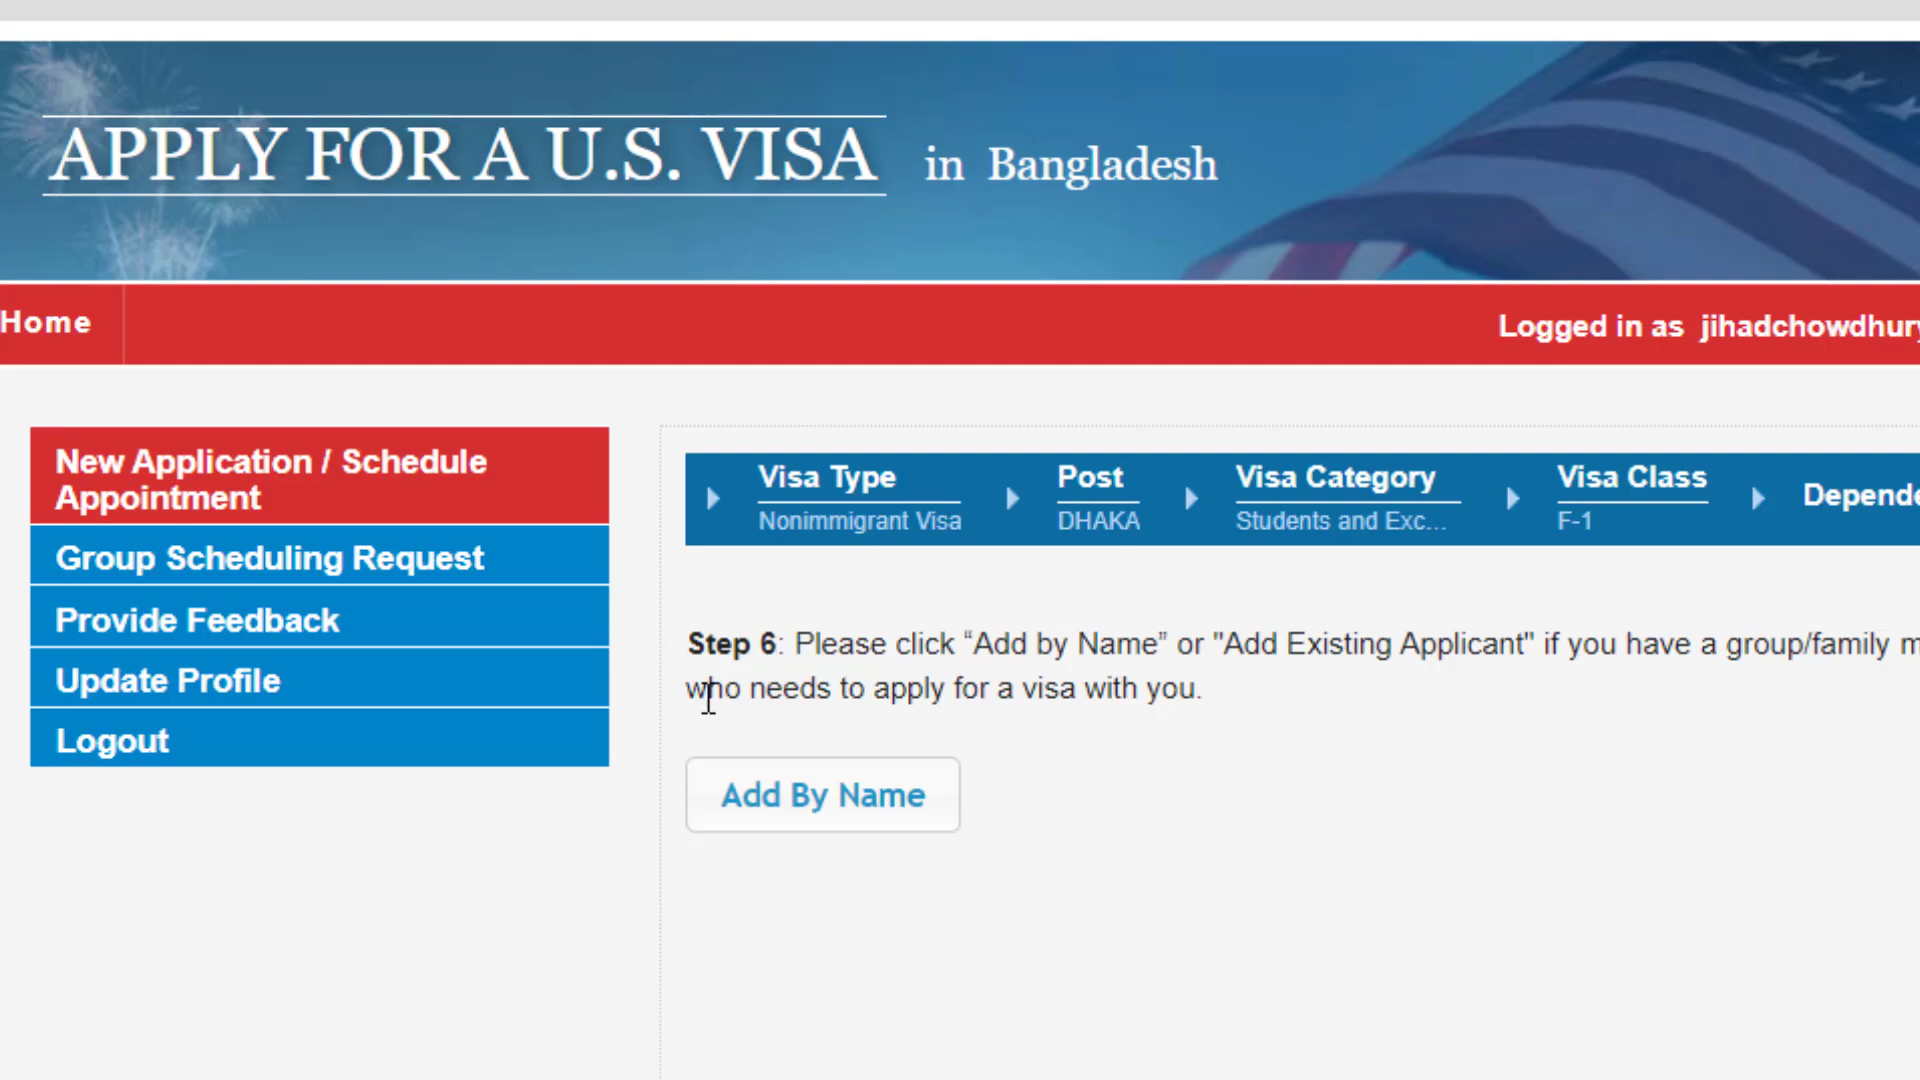 APPLY FOR A U.S. VISA in Bangladesh
Home
Logged in as jihadchowdhury
New Application / Schedule
Appointment
Group Scheduling Request
Provide Feedback
Update Profile
Logout
Visa Type Post Visa Category Visa Class Depende
Nonimmigrant Visa DHAKA Students and Exc... F-1
Step 6: Please click “Add by Name” or "Add Existing Applicant" if you have a group/family
who needs to apply for a visa with you.
Add By Name